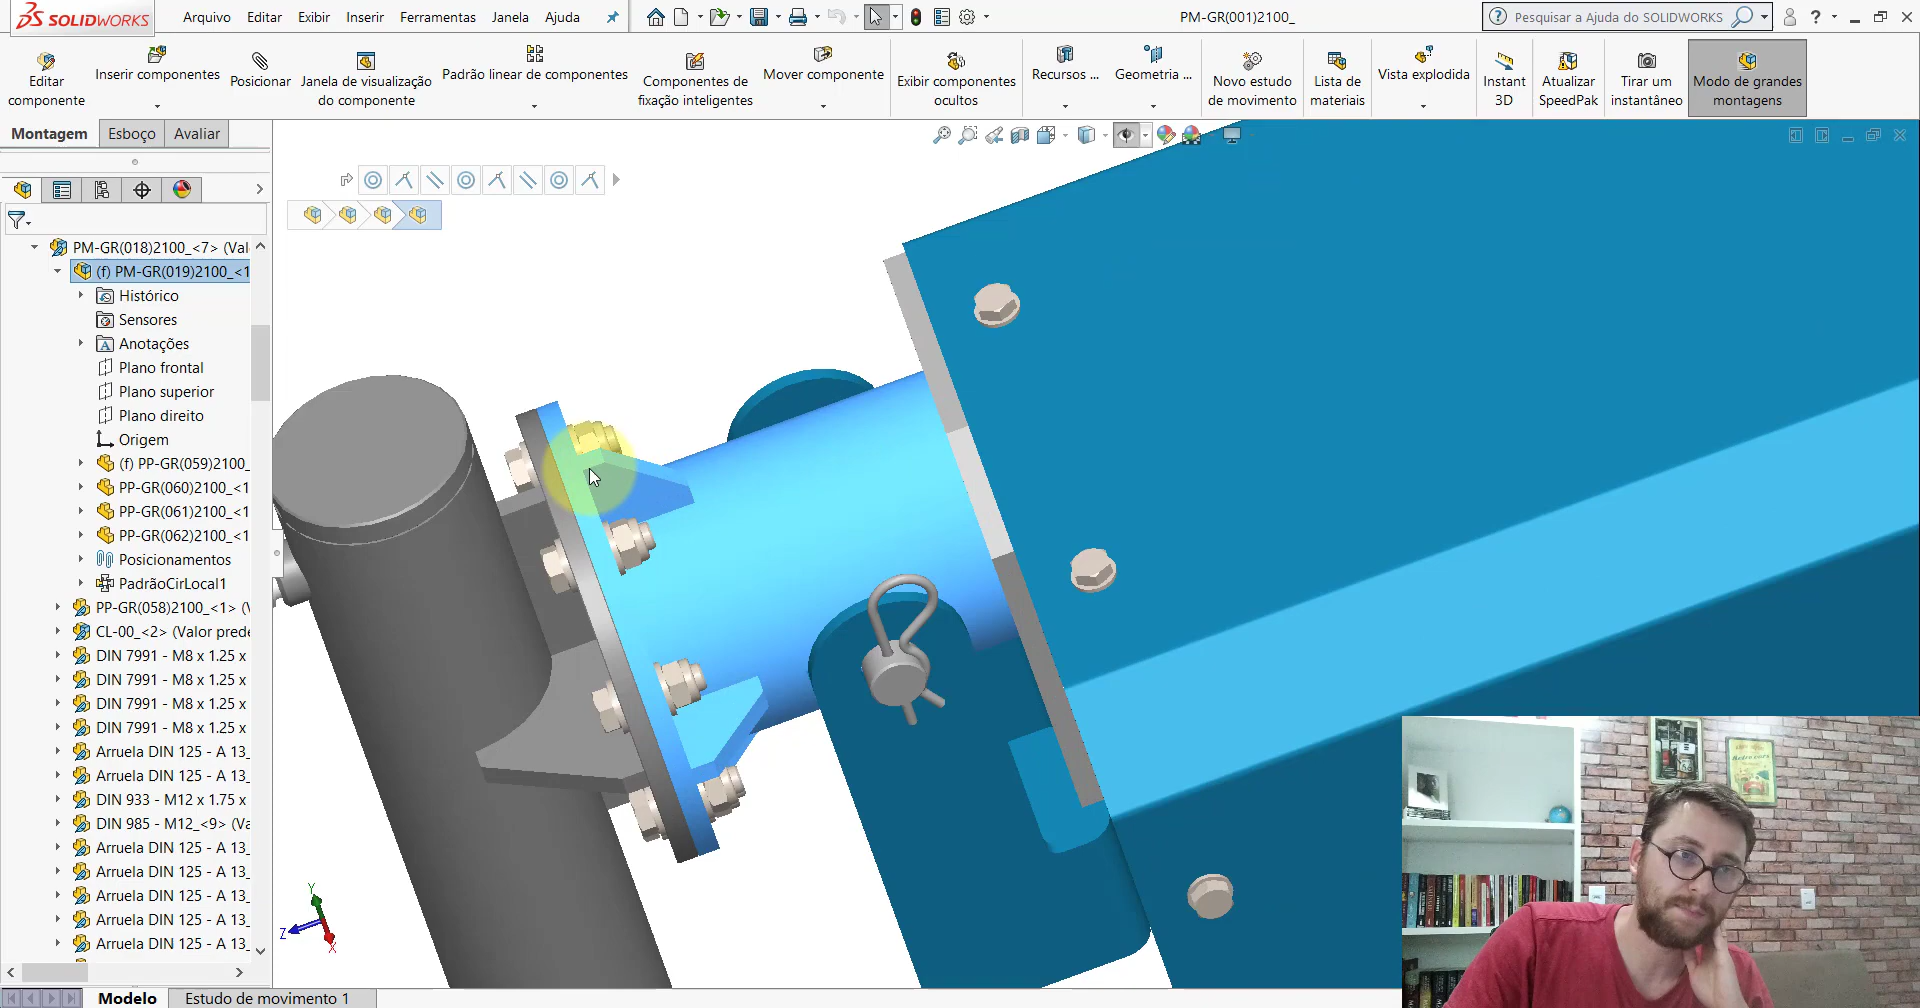 SOLIDWORKS
Arquivo Editar Exibir Inserir Ferramentas Janela Ajuda
PM-GR(001)2100_
Pesquisar a Ajuda do SOLIDWORKS
?
Editar componente
Inserir componentes
Posicionar
Janela de visualização do componente
Padrão linear de componentes
Componentes de fixação inteligentes
Mover componente
Exibir componentes ocultos
Recursos ...
Geometria ...
Novo estudo de movimento
Lista de materiais
Vista explodida
Instant 3D
Atualizar SpeedPak
Tirar um instantâneo
Modo de grandes montagens
Montagem Esboço Avaliar
PM-GR(018)2100_<7> (Val
(f) PM-GR(019)2100_<1
Histórico
Sensores
Anotações
Plano frontal
Plano superior
Plano direito
Origem
(f) PP-GR(059)2100_
PP-GR(060)2100_<1
PP-GR(061)2100_<1
PP-GR(062)2100_<1
Posicionamentos
PadrãoCirLocal1
PP-GR(058)2100_<1> (V
CL-00_<2> (Valor prede
DIN 7991 - M8 x 1.25 x
DIN 7991 - M8 x 1.25 x
DIN 7991 - M8 x 1.25 x
DIN 7991 - M8 x 1.25 x
Arruela DIN 125 - A 13_
Arruela DIN 125 - A 13_
DIN 933 - M12 x 1.75 x
DIN 985 - M12_<9> (Va
Arruela DIN 125 - A 13_
Arruela DIN 125 - A 13_
Arruela DIN 125 - A 13_
Arruela DIN 125 - A 13_
Arruela DIN 125 - A 13_
Y
Z
X
Modelo Estudo de movimento 1